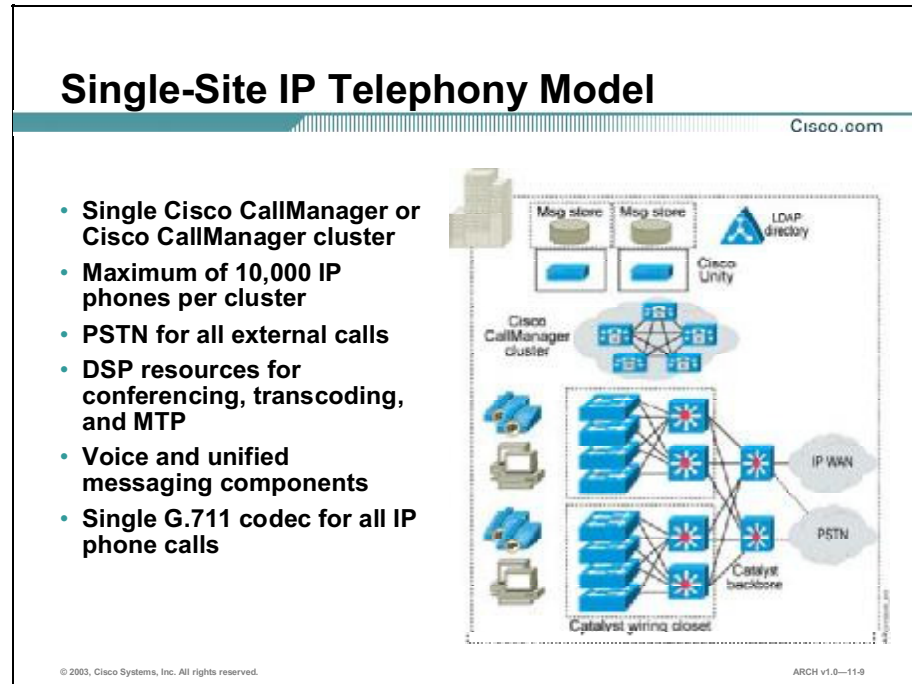 Single-Site IP Telephony Model
Cisco.com
• Single Cisco CallManager or
Cisco CallManager cluster
• Maximum of 10,000 IP
phones per cluster
• PSTN for all external calls
• DSP resources for
conferencing, transcoding,
and MTP
• Voice and unified
messaging components
• Single G.711 codec for all IP
phone calls
Msg store Msg store
LDAP
directory
Cisco
Unity
Cisco
CallManager
cluster
IP WAN
PSTN
Catalyst
backbone
Catalyst wiring closet
© 2003, Cisco Systems, Inc. All rights reserved.
ARCH v1.0—11-9